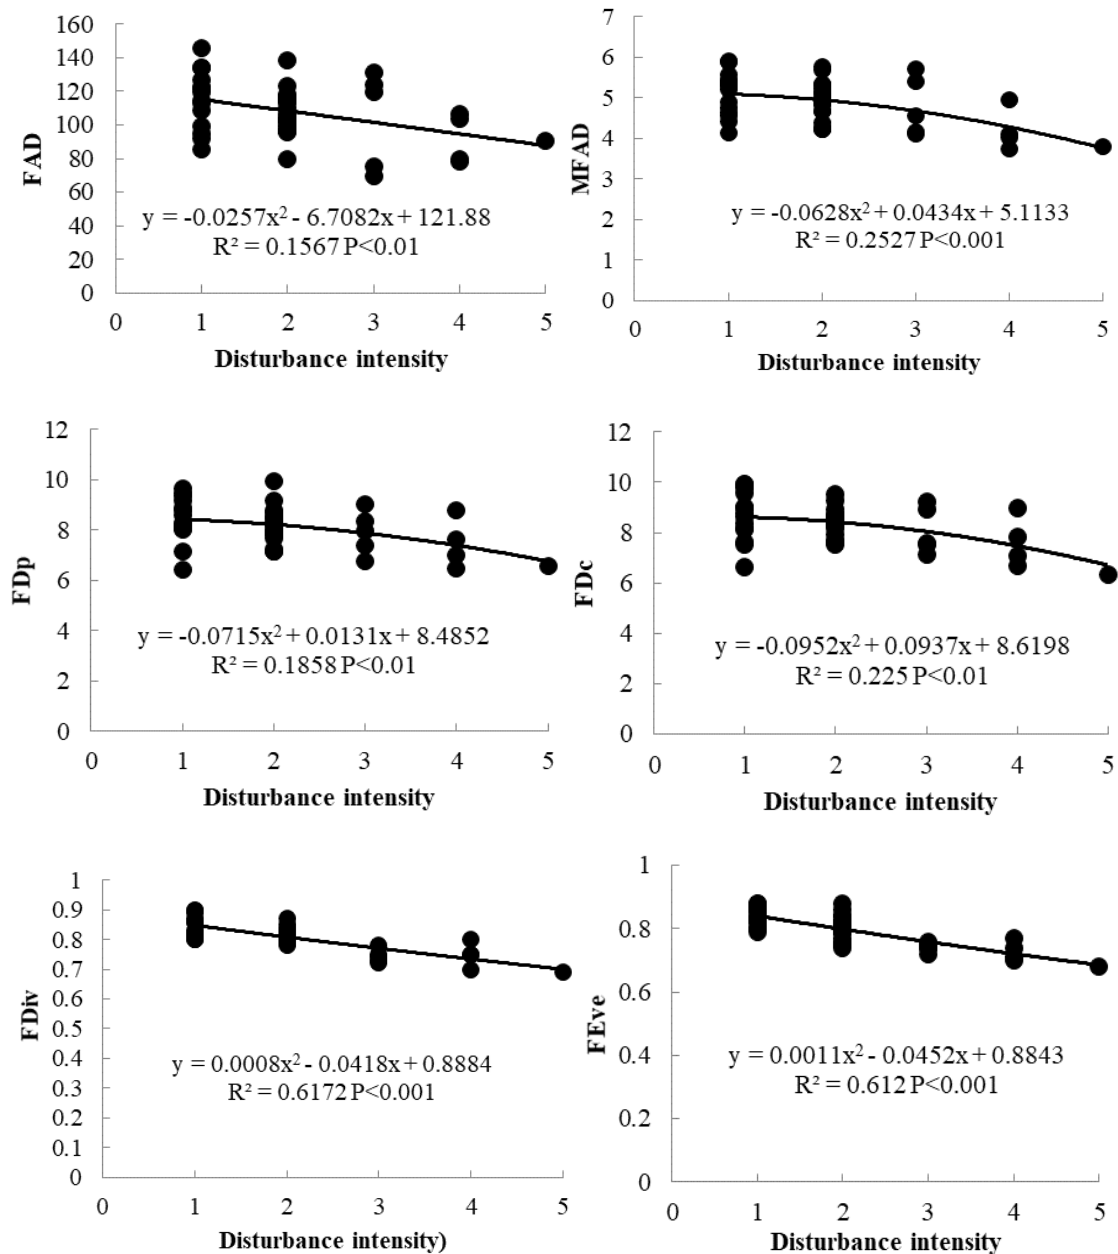 FAD
160
140
120
100
80
60
40
20
0
y = -0.0257x² - 6.7082x + 121.88
R² = 0.1567 P<0.01
0 1 2 3 4 5
Disturbance intensity
MFAD
7
6
5
4
3
2
1
0
y = -0.0628x² + 0.0434x + 5.1133
R² = 0.2527 P<0.001
0 1 2 3 4 5
Disturbance intensity
FDp
12
10
8
6
4
2
0
y = -0.0715x² + 0.0131x + 8.4852
R² = 0.1858 P<0.01
0 1 2 3 4 5
Disturbance intensity
FDc
12
10
8
6
4
2
0
y = -0.0952x² + 0.0937x + 8.6198
R² = 0.225 P<0.01
0 1 2 3 4 5
Disturbance intensity
FDiv
1
0.9
0.8
0.7
0.6
0.5
0.4
0.3
0.2
0.1
0
y = 0.0008x² - 0.0418x + 0.8884
R² = 0.6172 P<0.001
0 1 2 3 4 5
Disturbance intensity)
FEve
1
0.8
0.6
0.4
0.2
0
y = 0.0011x² - 0.0452x + 0.8843
R² = 0.612 P<0.001
0 1 2 3 4 5
Disturbance intensity